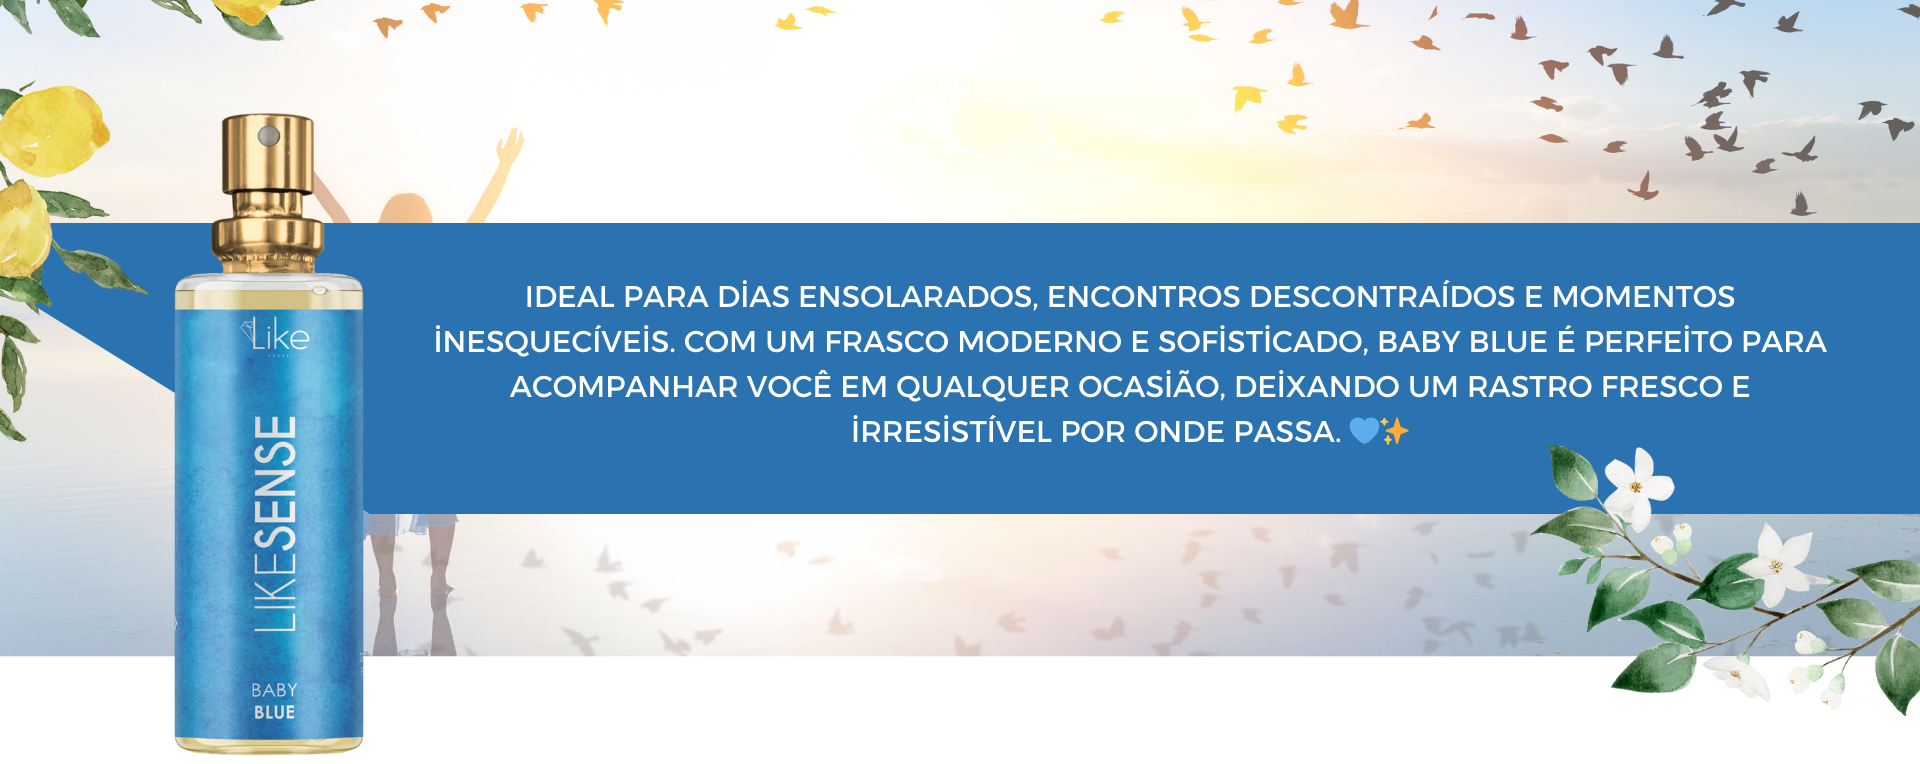 IDEAL PARA DİAS ENSOLARADOS, ENCONTROS DESCONTRAÍDOS E MOMENTOS
İNESQUECÍVEİS. COM UM FRASCO MODERNO E SOFİSTİCADO, BABY BLUE É PERFEİTO PARA
ACOMPANHAR VOCÊ EM QUALQUER OCASİÃO, DEİXANDO UM RASTRO FRESCO E
İRRESİSTÍVEL POR ONDE PASSA. 💙✨
Like
LIKESENSE
BABY
BLUE